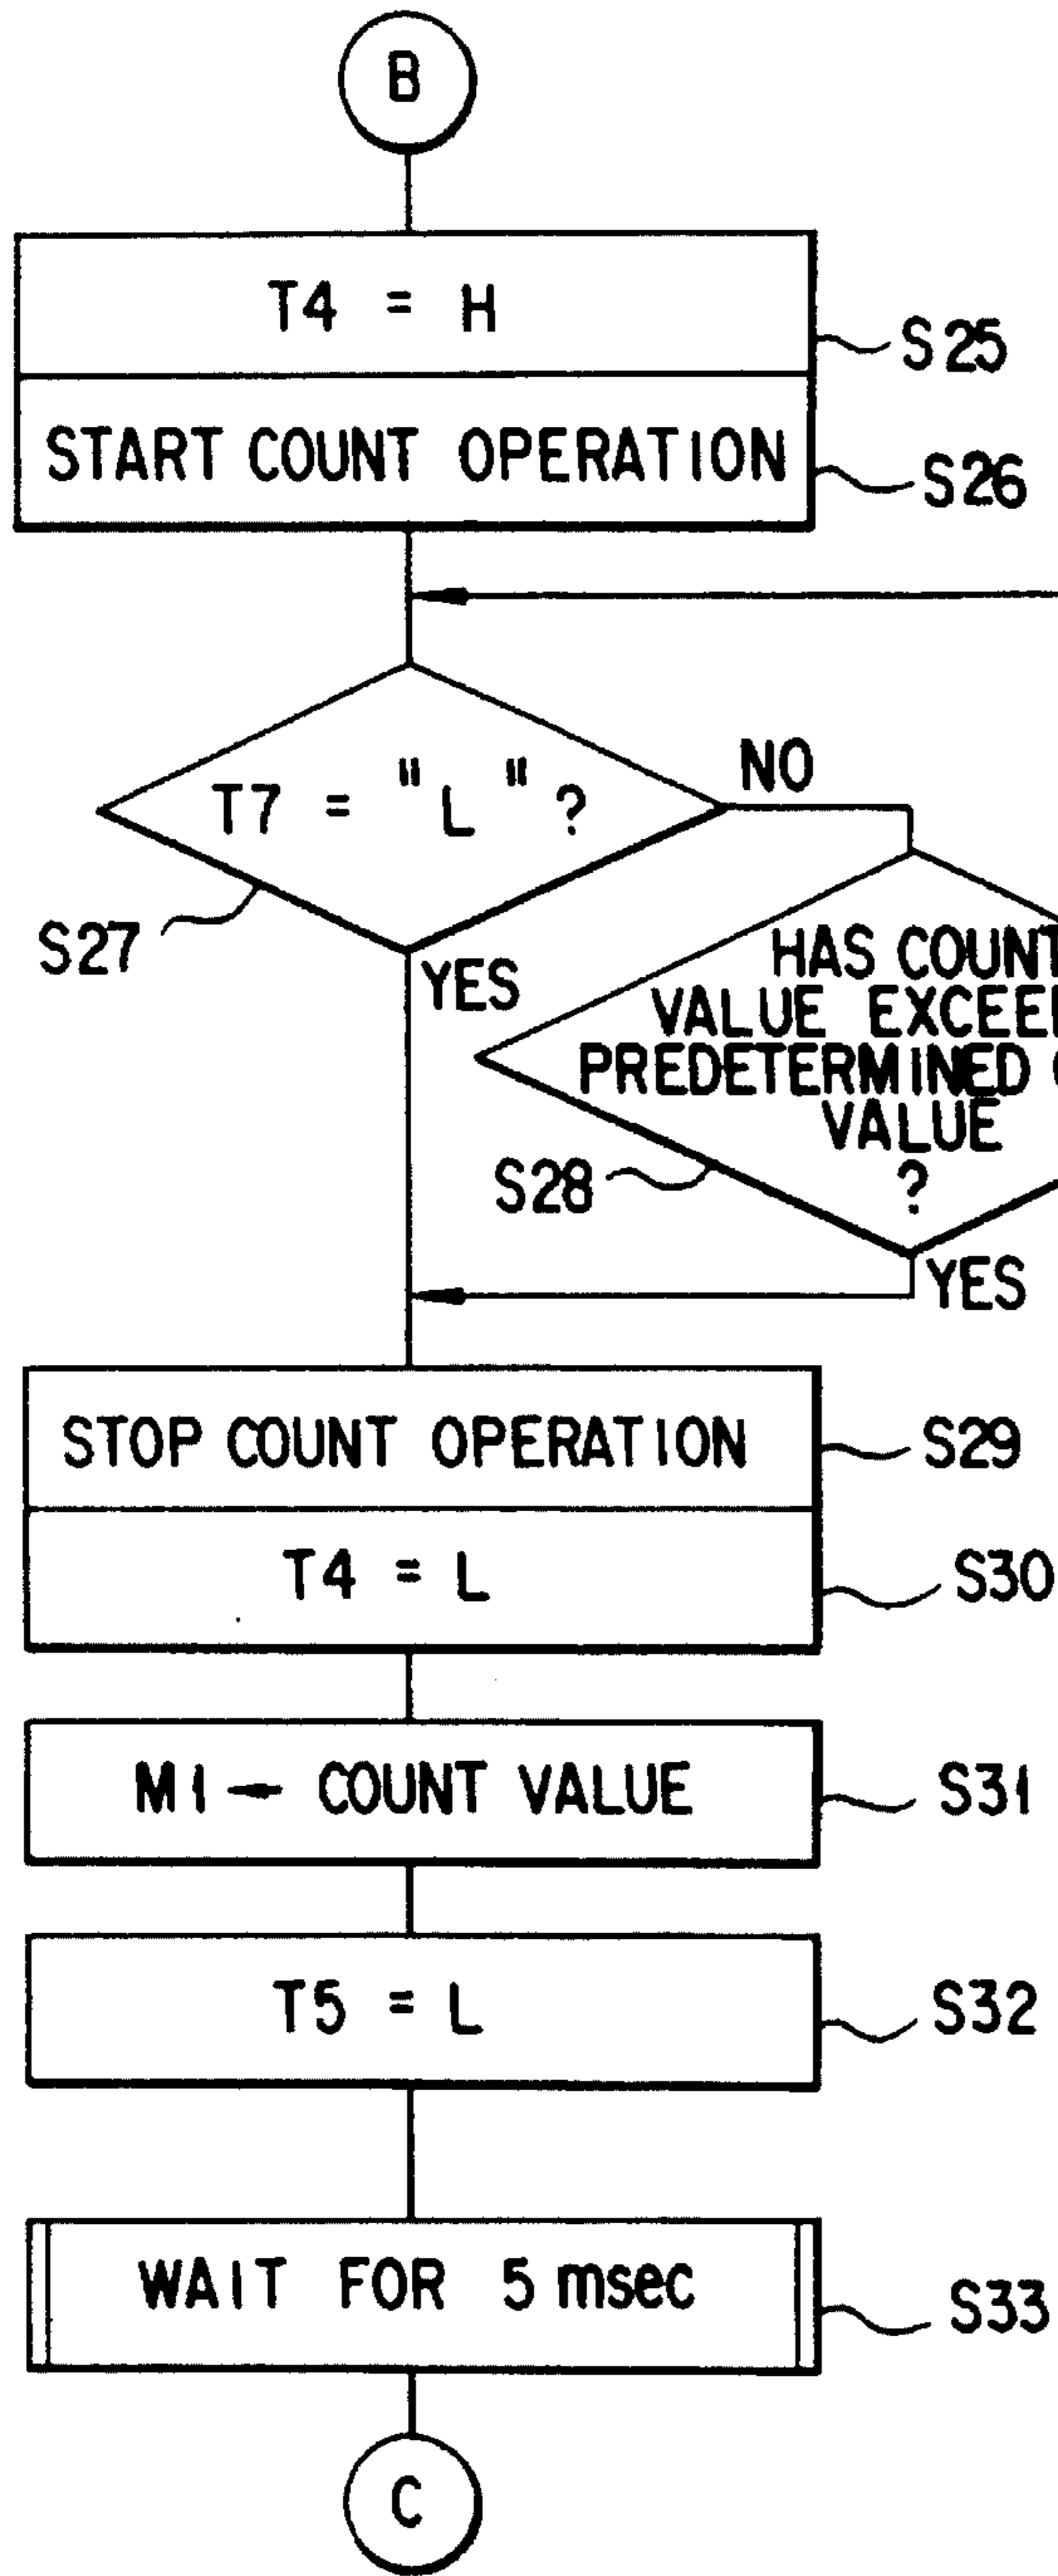 B
T4 = H
S25
START COUNT OPERATION
S26
T7 = "L" ?
NO
S27
YES
HAS COUNT
VALUE EXCEE
PREDETERMINED
VALUE
?
S28
YES
STOP COUNT OPERATION
S29
T4 = L
S30
M1 ← COUNT VALUE
S31
T5 = L
S32
WAIT FOR 5 msec
S33
C